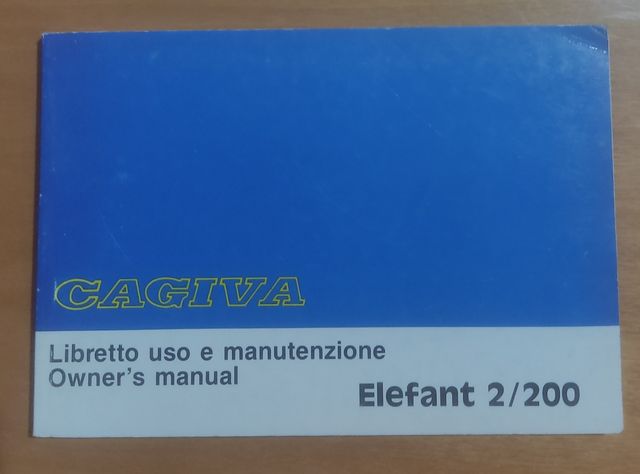 CAGIVA
Libretto uso e manutenzione
Owner's manual
Elefant 2/200